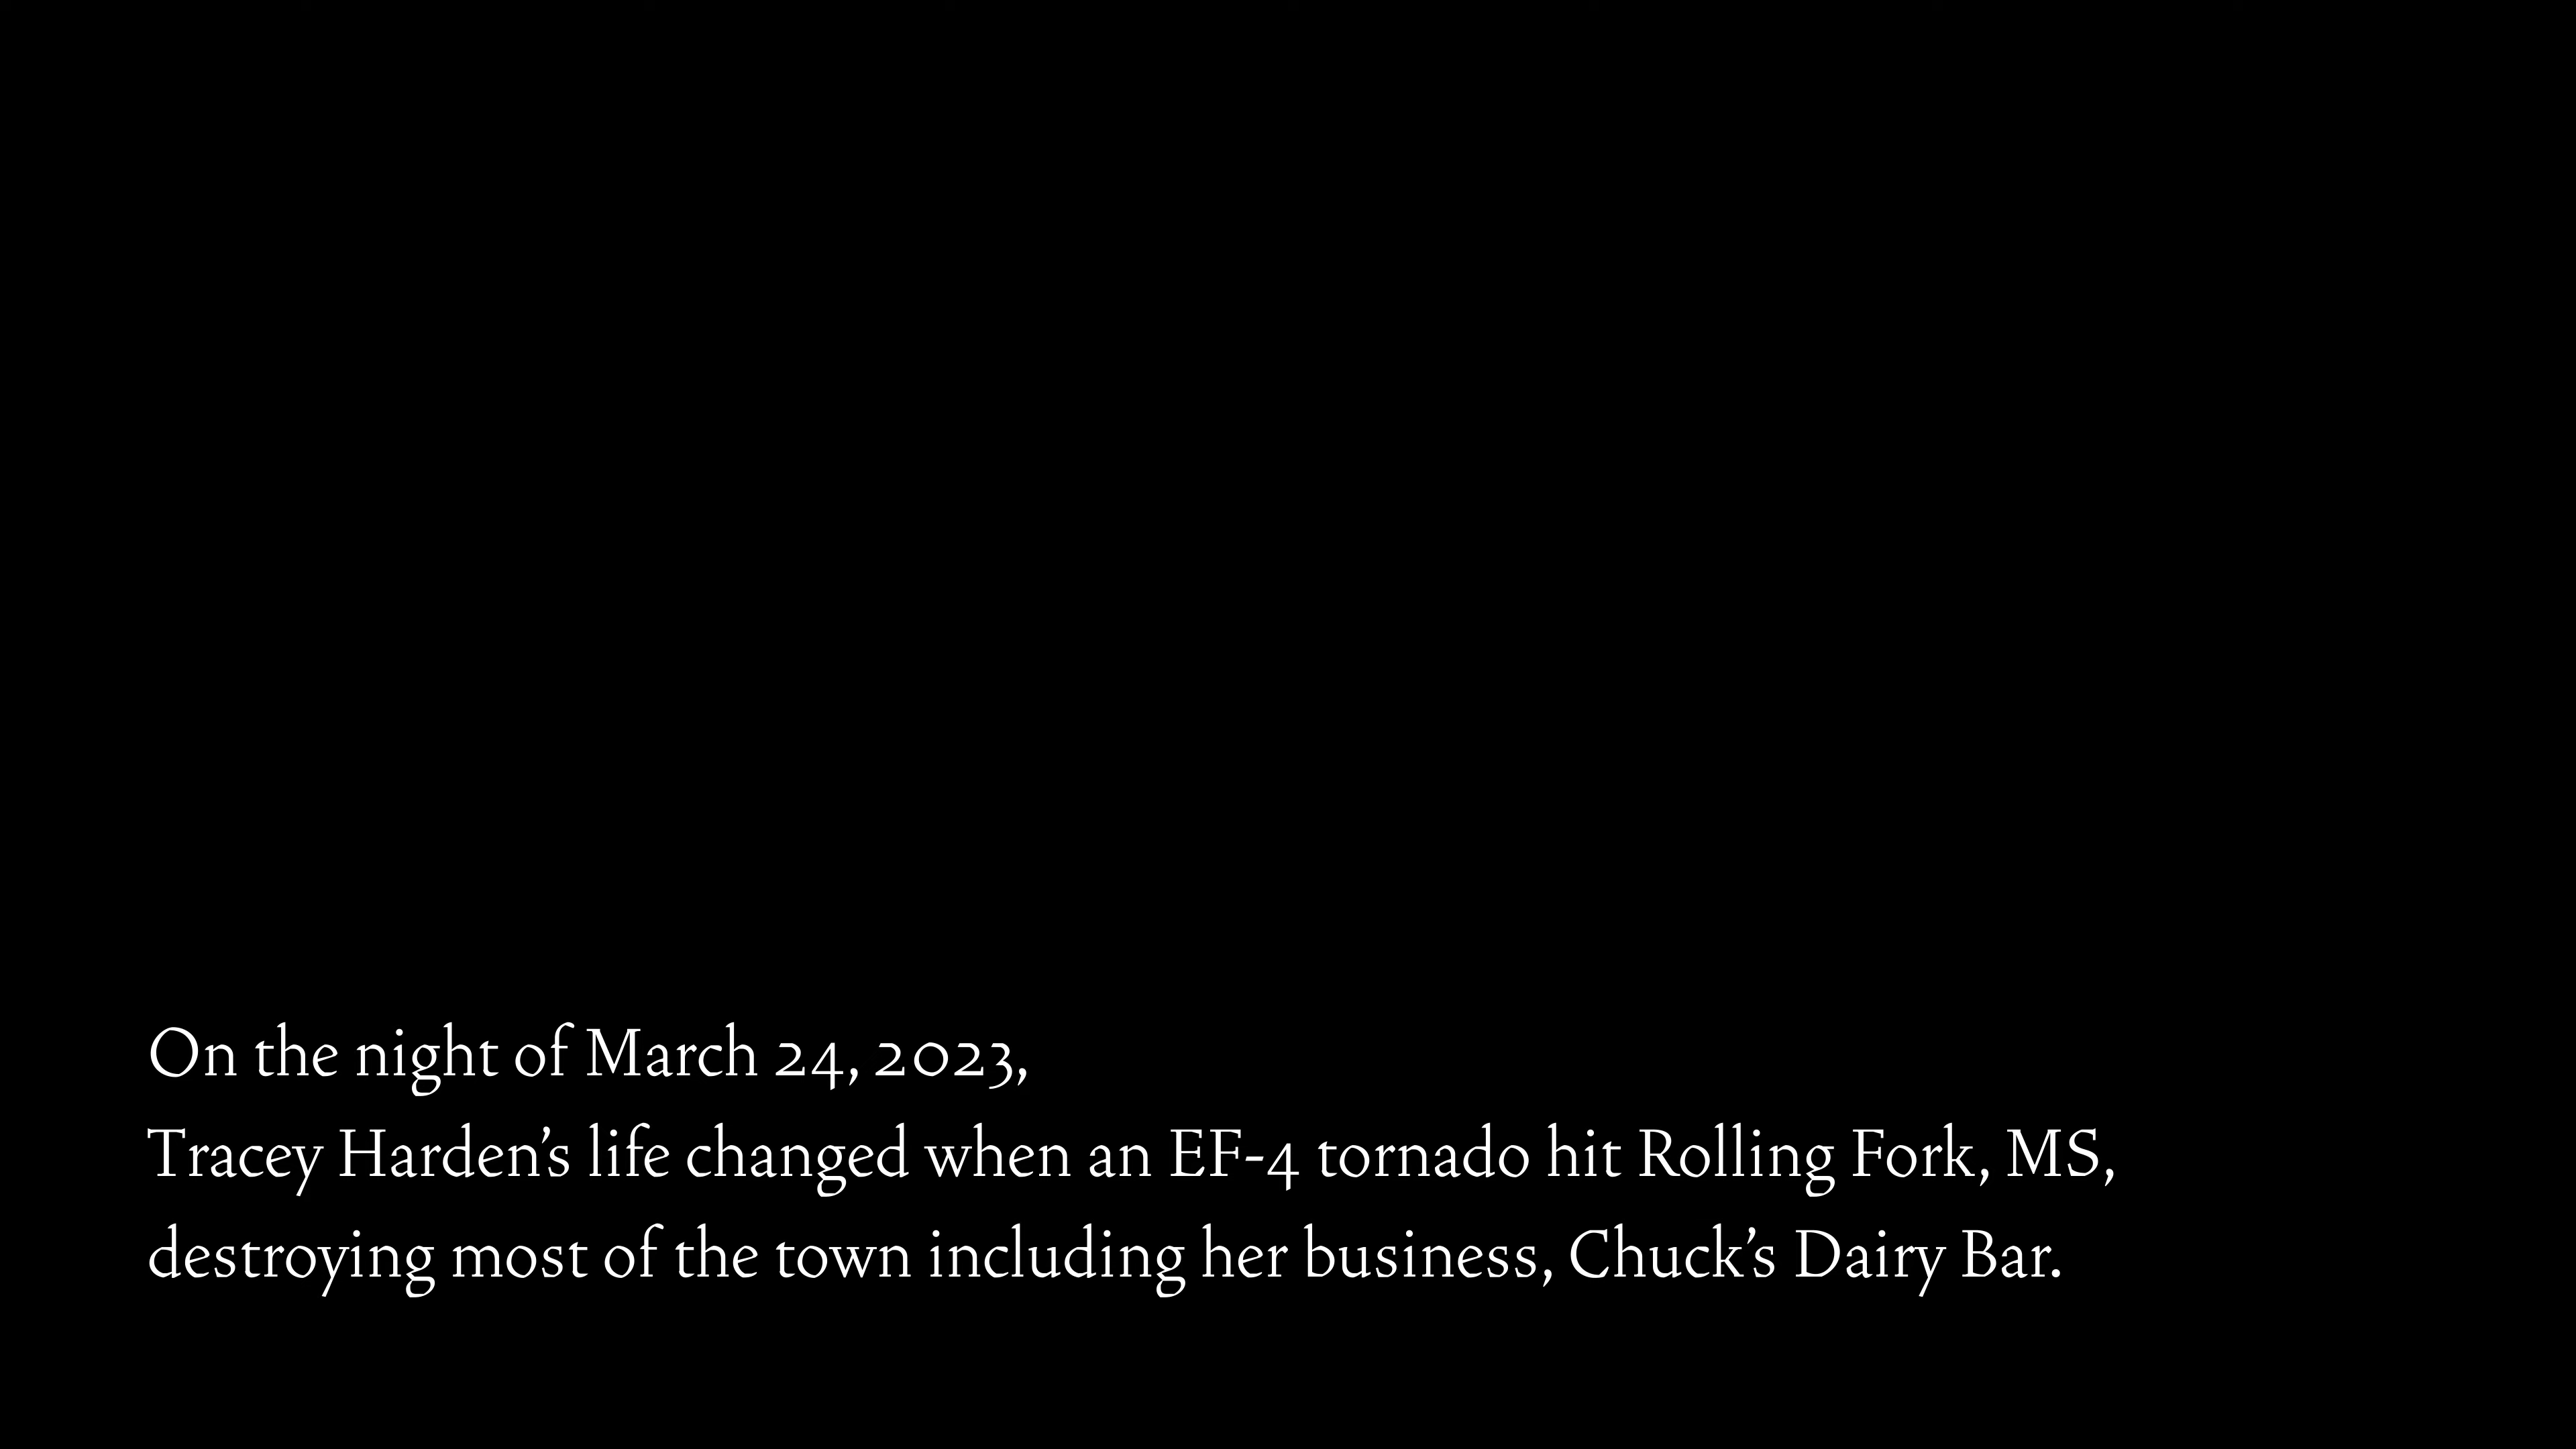 On the night of March 24, 2023,
Tracey Harden’s life changed when an EF-4 tornado hit Rolling Fork, MS,
destroying most of the town including her business, Chuck’s Dairy Bar.